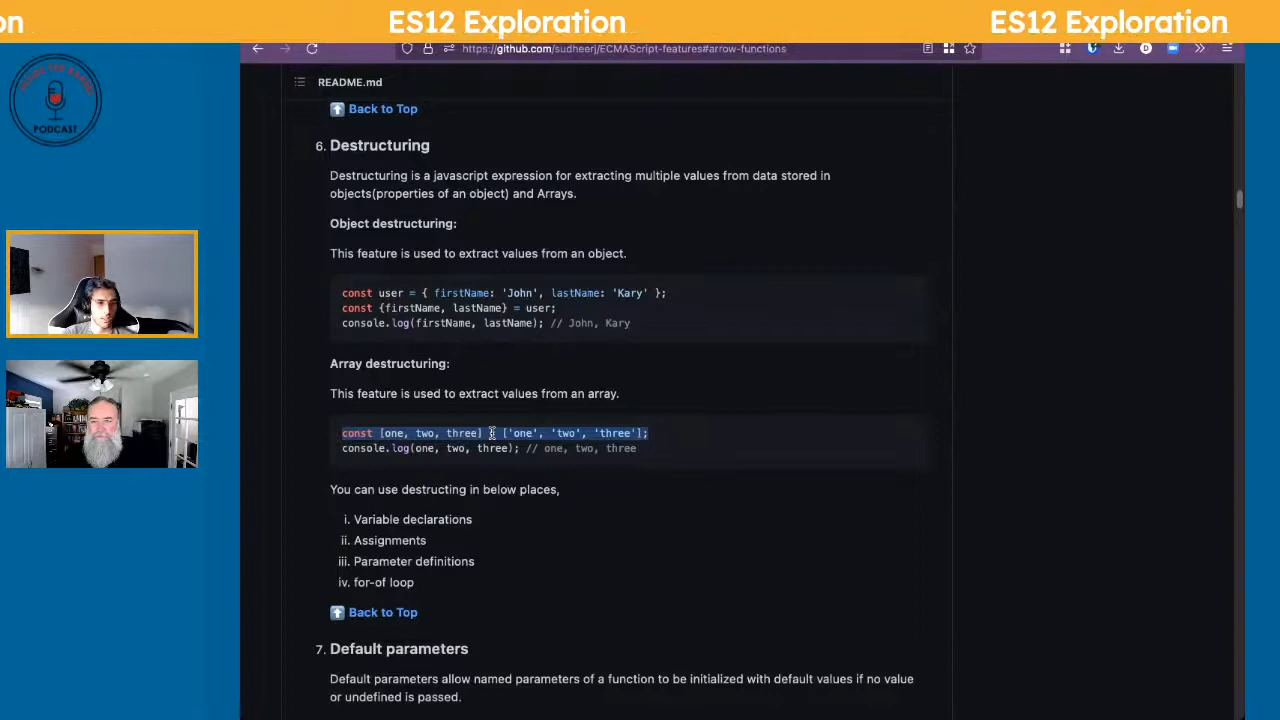 on
ES12 Exploration
ES12 Exploration
https://github.com/sudheerj/ECMAScript-features#arrow-functions
PODCAST
README.md
Back to Top
6. Destructuring
Destructuring is a javascript expression for extracting multiple values from data stored in
objects(properties of an object) and Arrays.
Object destructuring:
This feature is used to extract values from an object.
const user = { firstName: 'John', lastName: 'Kary' };
const {firstName, lastName} = user;
console.log(firstName, lastName); // John, Kary
Array destructuring:
This feature is used to extract values from an array.
const [one, two, three] = ['one', 'two', 'three'];
console.log(one, two, three); // one, two, three
You can use destructing in below places,
i. Variable declarations
ii. Assignments
iii. Parameter definitions
iv. for-of loop
Back to Top
7. Default parameters
Default parameters allow named parameters of a function to be initialized with default values if no value
or undefined is passed.